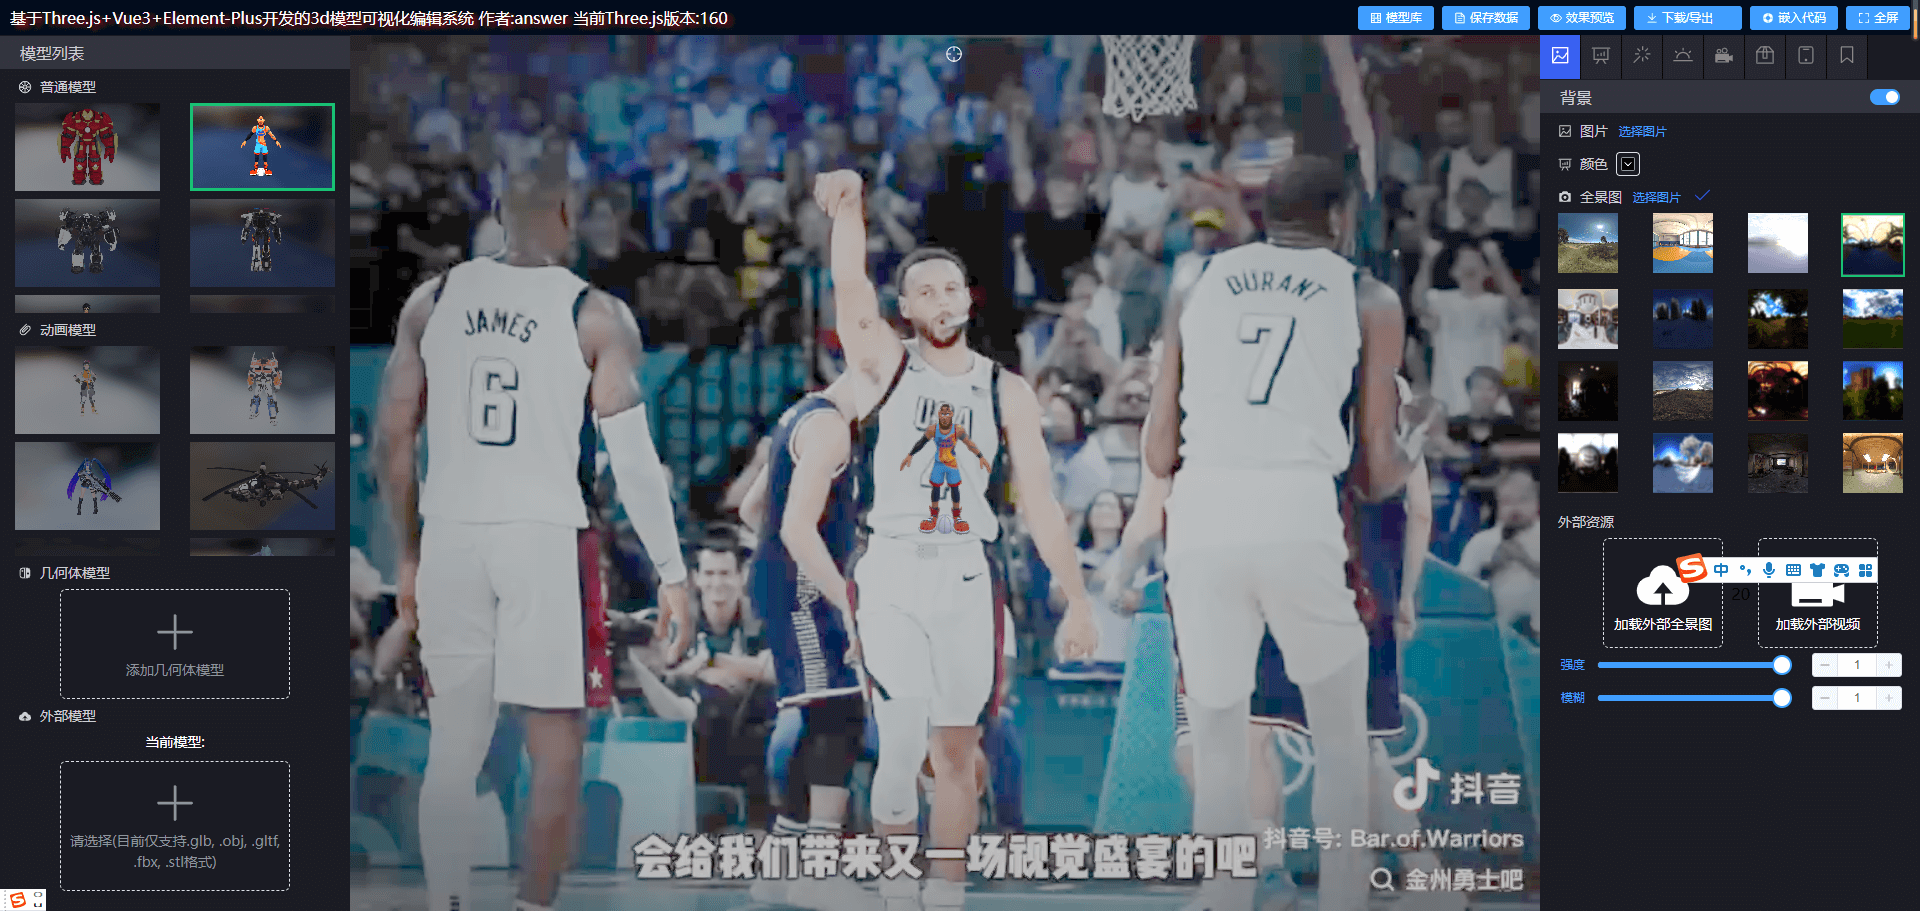 基于Three.js+Vue3+Element-Plus开发的3d模型可视化编辑系统 作者:answer 当前Three.js版本:160
模型库
保存数据
效果预览
下载/导出
嵌入代码
全屏
模型列表
普通模型
动画模型
几何体模型
添加几何体模型
外部模型
当前模型:
请选择(目前仅支持.glb, .obj, .gltf,
.fbx, .stl格式)
JAMES
6
USA
DURANT
7
会给我们带来又一场视觉盛宴的吧
抖音
抖音号: Bar.of.Warriors
金州勇士吧
背景
图片 选择图片
颜色
全景图 选择图片
外部资源
中
20
加载外部全景图
加载外部视频
强度 1
模糊 1